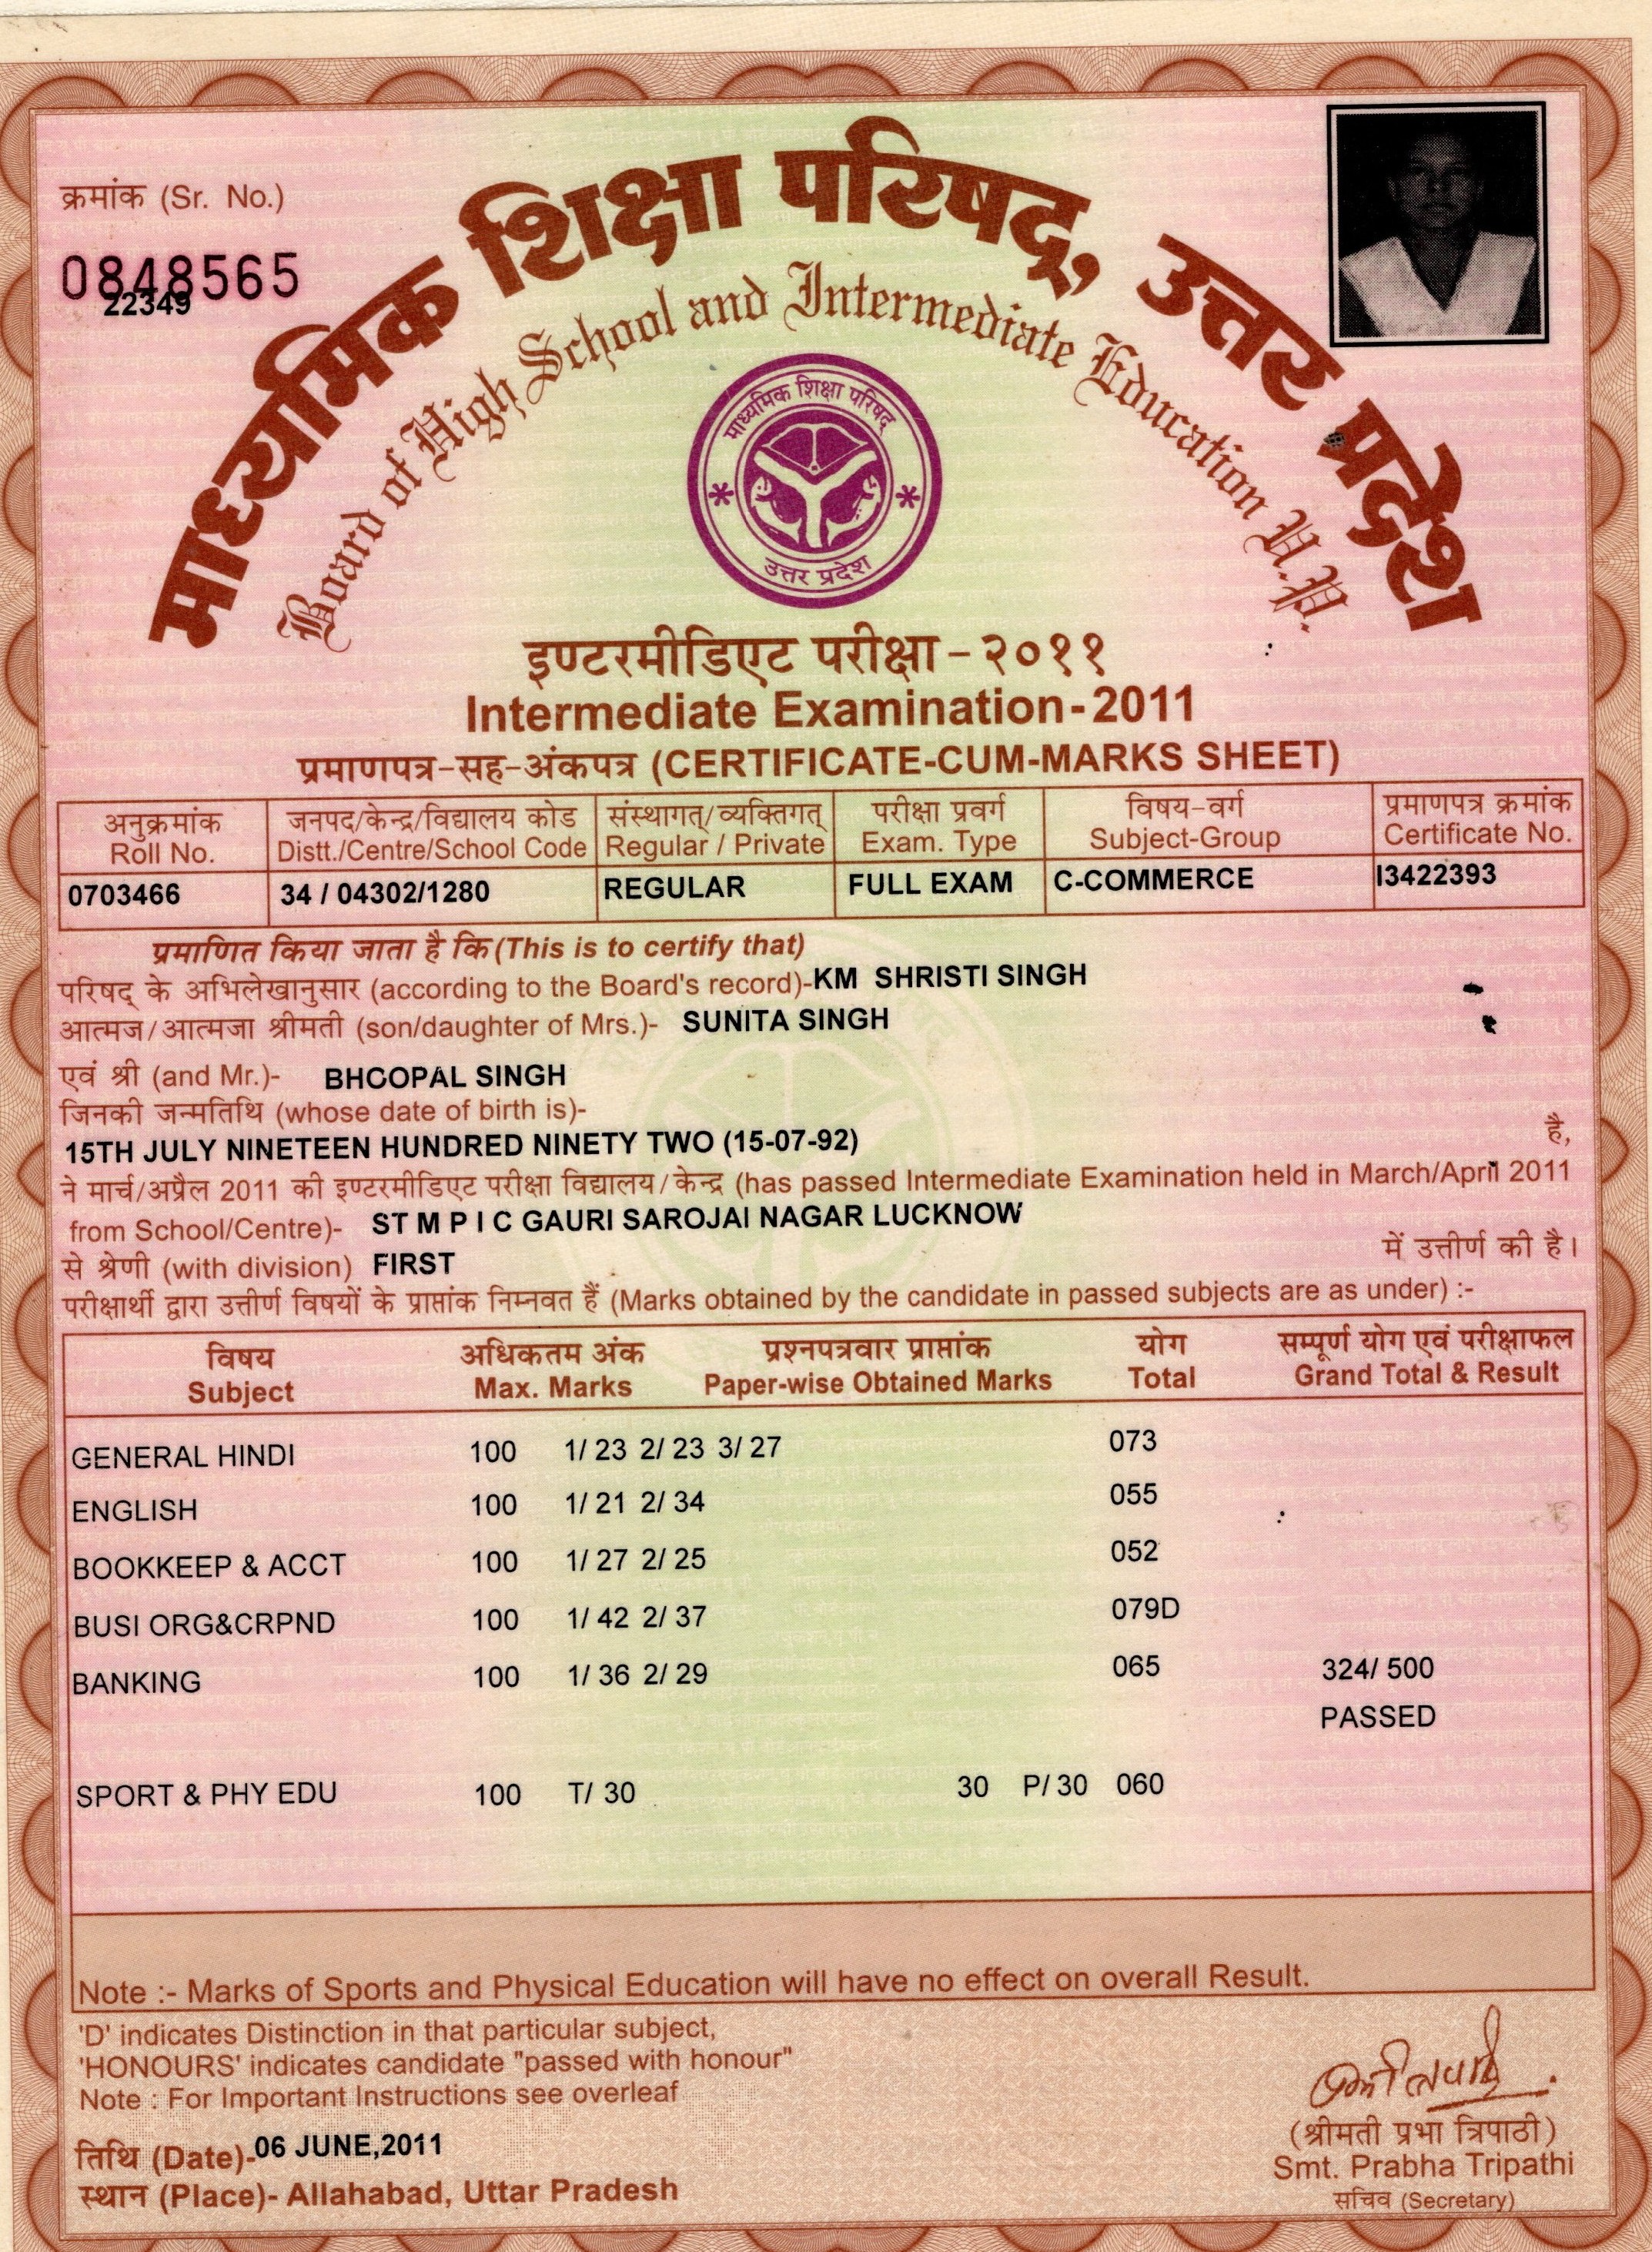 क्रमांक (Sr. No.)
0848565
22349
माध्यमिक शिक्षा परिषद्, उत्तर प्रदेश
Board of High School and Intermediate Education U.P.
माध्यमिक शिक्षा परिषद्
उत्तर प्रदेश
इण्टरमीडिएट परीक्षा - २०११
Intermediate Examination - 2011
प्रमाणपत्र-सह-अंकपत्र (CERTIFICATE-CUM-MARKS SHEET)
अनुक्रमांक जनपद/केन्द्र/विद्यालय कोड संस्थागत्/व्यक्तिगत् परीक्षा प्रवर्ग विषय-वर्ग प्रमाणपत्र क्रमांक
Roll No. Distt./Centre/School Code Regular / Private Exam. Type Subject-Group Certificate No.
0703466 34 / 04302/1280 REGULAR FULL EXAM C-COMMERCE I3422393
प्रमाणित किया जाता है कि (This is to certify that)
परिषद् के अभिलेखानुसार (according to the Board's record)- KM SHRISTI SINGH
आत्मज/आत्मजा श्रीमती (son/daughter of Mrs.)- SUNITA SINGH
एवं श्री (and Mr.)- BHOOPAL SINGH
जिनकी जन्मतिथि (whose date of birth is)-
15TH JULY NINETEEN HUNDRED NINETY TWO (15-07-92) है,
ने मार्च/अप्रैल 2011 की इण्टरमीडिएट परीक्षा विद्यालय/केन्द्र (has passed Intermediate Examination held in March/April 2011
from School/Centre)- ST M P I C GAURI SAROJAI NAGAR LUCKNOW
से श्रेणी (with division) FIRST में उत्तीर्ण की है।
परीक्षार्थी द्वारा उत्तीर्ण विषयों के प्राप्तांक निम्नवत हैं (Marks obtained by the candidate in passed subjects are as under) :-
विषय अधिकतम अंक प्रश्नपत्रवार प्राप्तांक योग सम्पूर्ण योग एवं परीक्षाफल
Subject Max. Marks Paper-wise Obtained Marks Total Grand Total & Result
GENERAL HINDI 100 1/ 23 2/ 23 3/ 27 073
ENGLISH 100 1/ 21 2/ 34 055
BOOKKEEP & ACCT 100 1/ 27 2/ 25 052
BUSI ORG&CRPND 100 1/ 42 2/ 37 079D
BANKING 100 1/ 36 2/ 29 065 324/ 500
PASSED
SPORT & PHY EDU 100 T/ 30 30 P/ 30 060
Note :- Marks of Sports and Physical Education will have no effect on overall Result.
'D' indicates Distinction in that particular subject,
'HONOURS' indicates candidate "passed with honour"
Note : For Important Instructions see overleaf
तिथि (Date)- 06 JUNE,2011
स्थान (Place)- Allahabad, Uttar Pradesh
(श्रीमती प्रभा त्रिपाठी)
Smt. Prabha Tripathi
सचिव (Secretary)